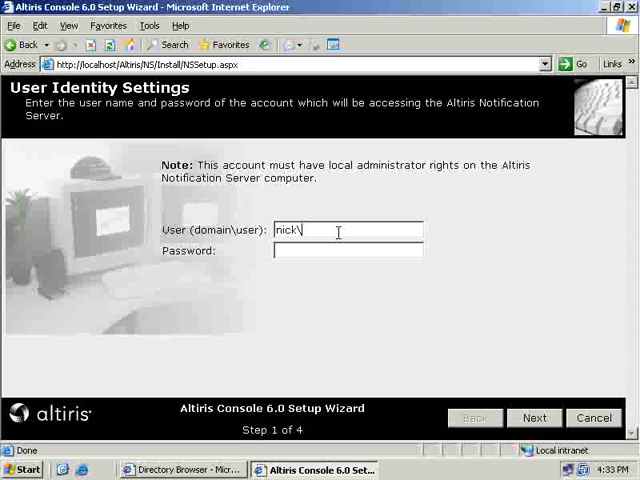 Altiris Console 6.0 Setup Wizard - Microsoft Internet Explorer
File Edit View Favorites Tools Help
Back Search Favorites
Address http://localhost/Altiris/NS/Install/NSSetup.aspx Go Links »
User Identity Settings
Enter the user name and password of the account which will be accessing the Altiris Notification
Server.
Note: This account must have local administrator rights on the Altiris
Notification Server computer.
User (domain\user): nick\
Password:
altiris
Altiris Console 6.0 Setup Wizard
Step 1 of 4
Back Next Cancel
Done Local intranet
Start Directory Browser - Micr... Altiris Console 6.0 Set... 4:33 PM